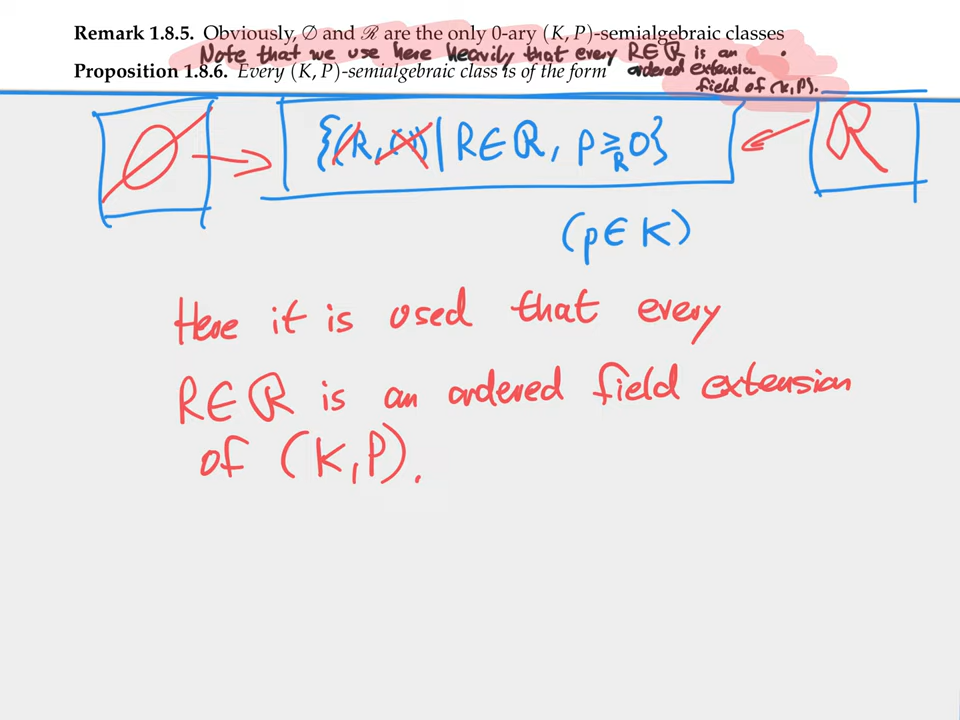 Remark 1.8.5. Obviously, ∅ and ℛ are the only 0-ary (K, P)-semialgebraic classes
Note that we use here heavily that every R∈ℛ is an
ordered extension
field of (K,P).
Proposition 1.8.6. Every (K, P)-semialgebraic class is of the form
∅ → {(R, ()) | R∈ℛ, p ≥_R 0} ← ℛ
(p∈K)
Here it is used that every
R∈ℛ is an ordered field extension
of (K,P).